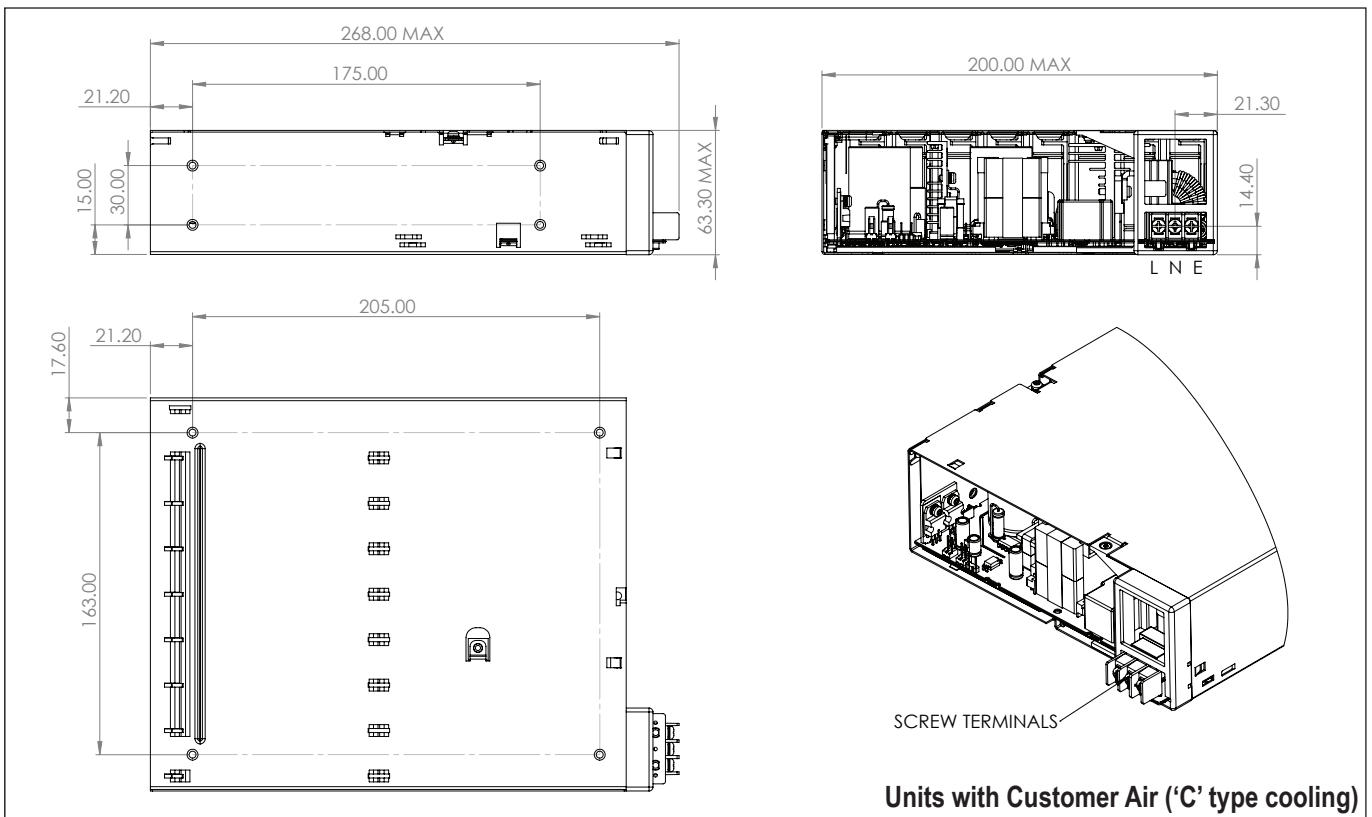 268.00 MAX
175.00
21.20
15.00
30.00
63.30 MAX
200.00 MAX
21.30
14.40
L N E
205.00
21.20
17.60
163.00
SCREW TERMINALS
Units with Customer Air (‘C’ type cooling)